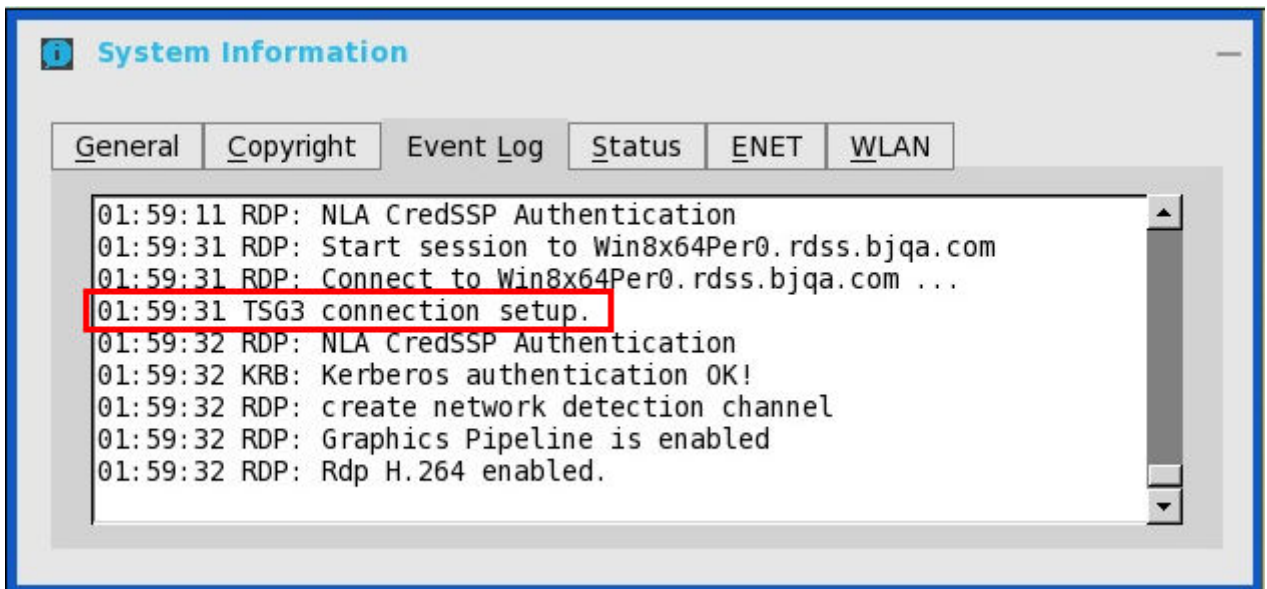 System Information
General Copyright Event Log Status ENET WLAN
01:59:11 RDP: NLA CredSSP Authentication
01:59:31 RDP: Start session to Win8x64Per0.rdss.bjqa.com
01:59:31 RDP: Connect to Win8x64Per0.rdss.bjqa.com ...
01:59:31 TSG3 connection setup.
01:59:32 RDP: NLA CredSSP Authentication
01:59:32 KRB: Kerberos authentication OK!
01:59:32 RDP: create network detection channel
01:59:32 RDP: Graphics Pipeline is enabled
01:59:32 RDP: Rdp H.264 enabled.